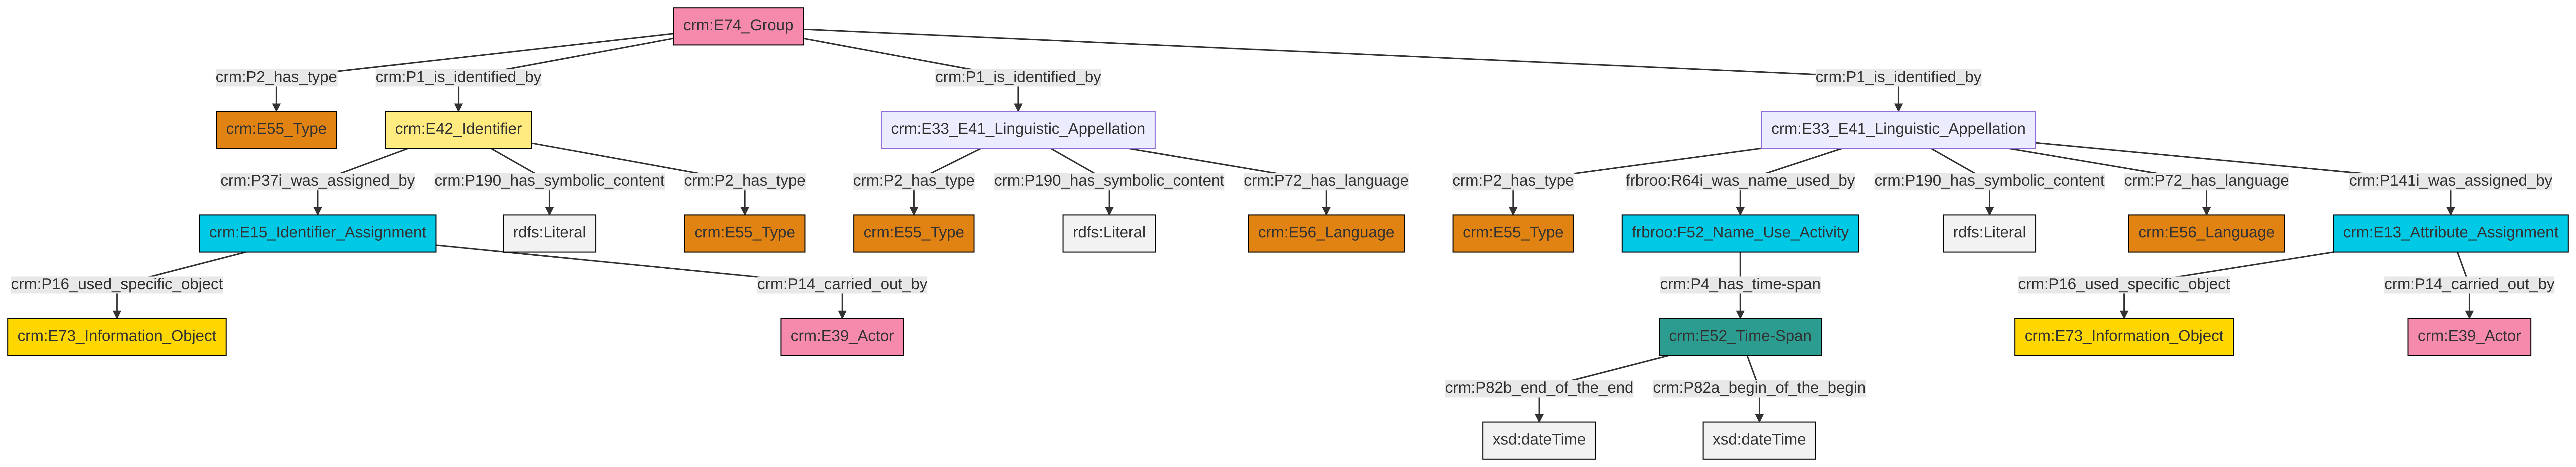 crm:E74_Group
crm:P2_has_type
crm:P1_is_identified_by
crm:P1_is_identified_by
crm:P1_is_identified_by
crm:E55_Type
crm:E42_Identifier
crm:E33_E41_Linguistic_Appellation
crm:E33_E41_Linguistic_Appellation
crm:P37i_was_assigned_by
crm:P190_has_symbolic_content
crm:P2_has_type
crm:P2_has_type
crm:P190_has_symbolic_content
crm:P72_has_language
crm:P2_has_type
frbroo:R64i_was_name_used_by
crm:P190_has_symbolic_content
crm:P72_has_language
crm:P141i_was_assigned_by
crm:E15_Identifier_Assignment
rdfs:Literal
crm:E55_Type
crm:E55_Type
rdfs:Literal
crm:E56_Language
crm:E55_Type
frbroo:F52_Name_Use_Activity
rdfs:Literal
crm:E56_Language
crm:E13_Attribute_Assignment
crm:P16_used_specific_object
crm:P14_carried_out_by
crm:P4_has_time-span
crm:P16_used_specific_object
crm:P14_carried_out_by
crm:E73_Information_Object
crm:E39_Actor
crm:E52_Time-Span
crm:E73_Information_Object
crm:E39_Actor
crm:P82b_end_of_the_end
crm:P82a_begin_of_the_begin
xsd:dateTime
xsd:dateTime